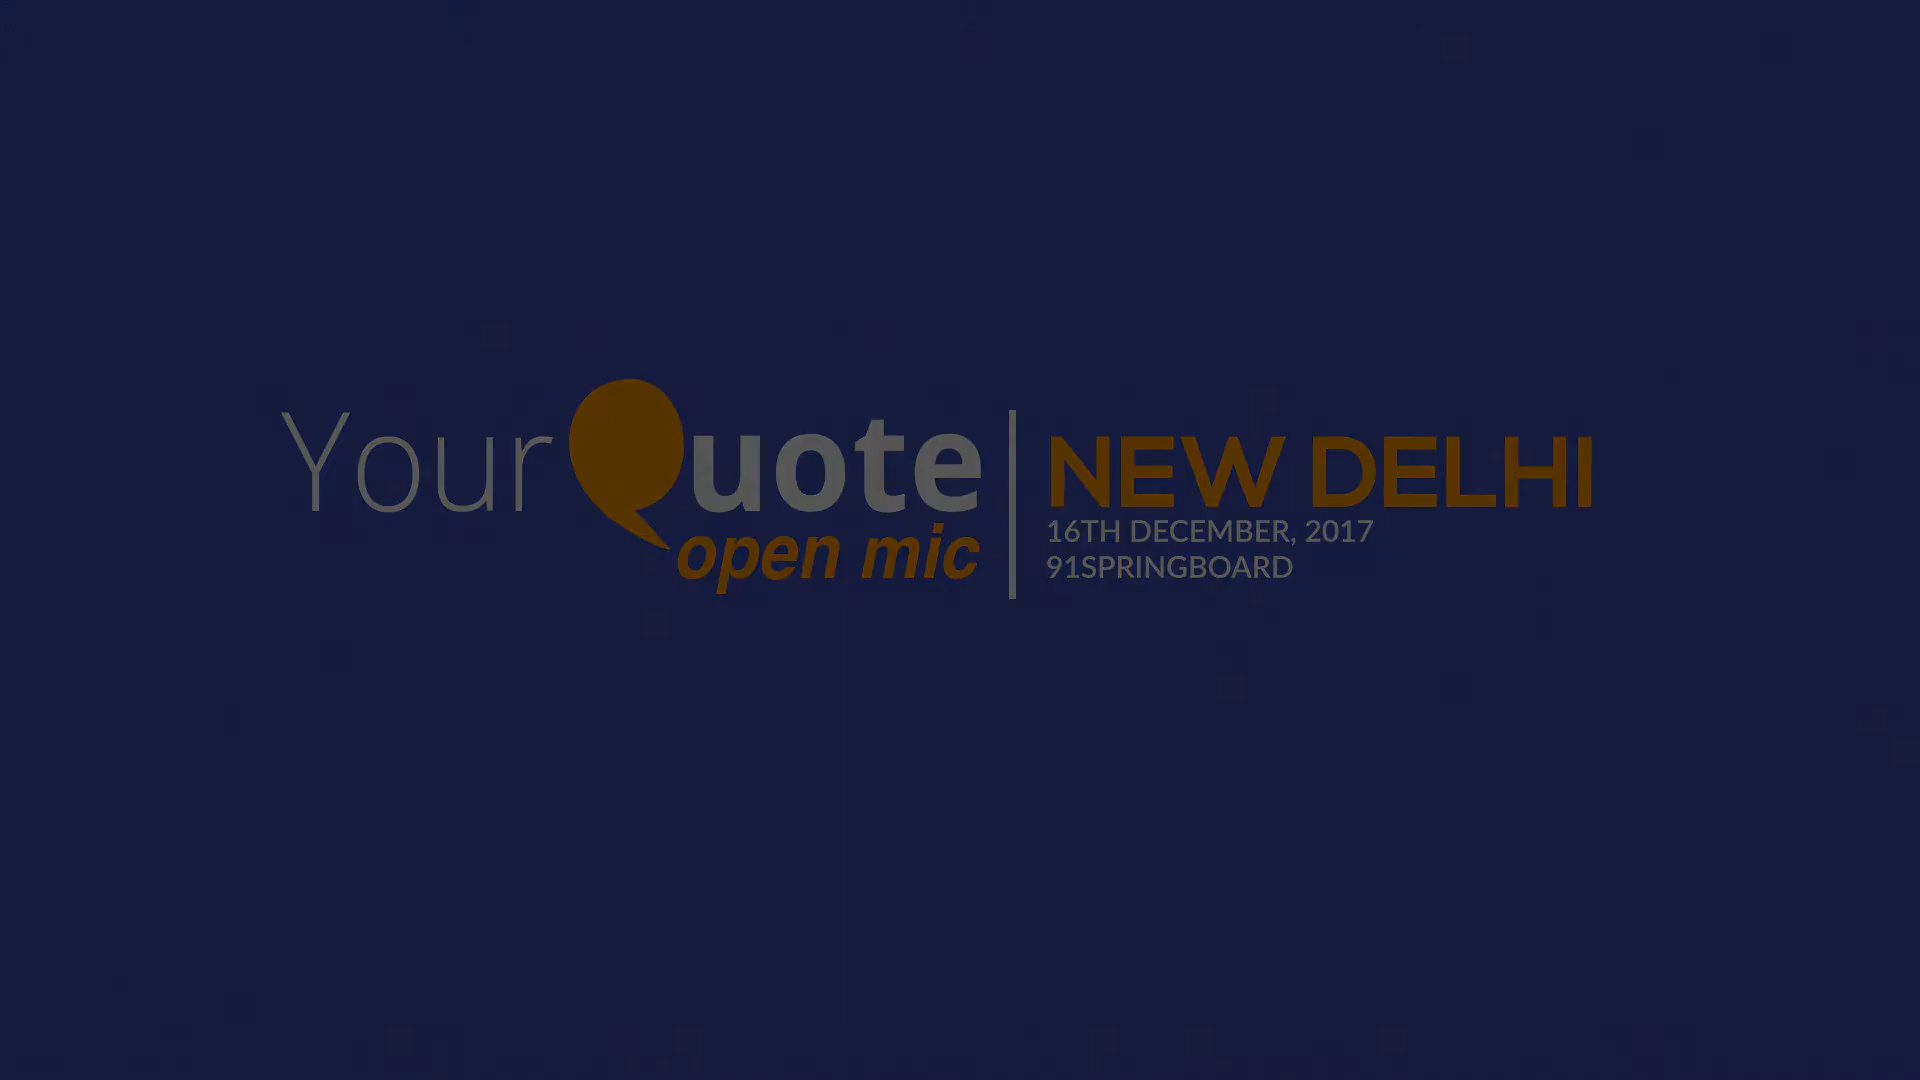 YourQuote
open mic
NEW DELHI
16TH DECEMBER, 2017
91SPRINGBOARD